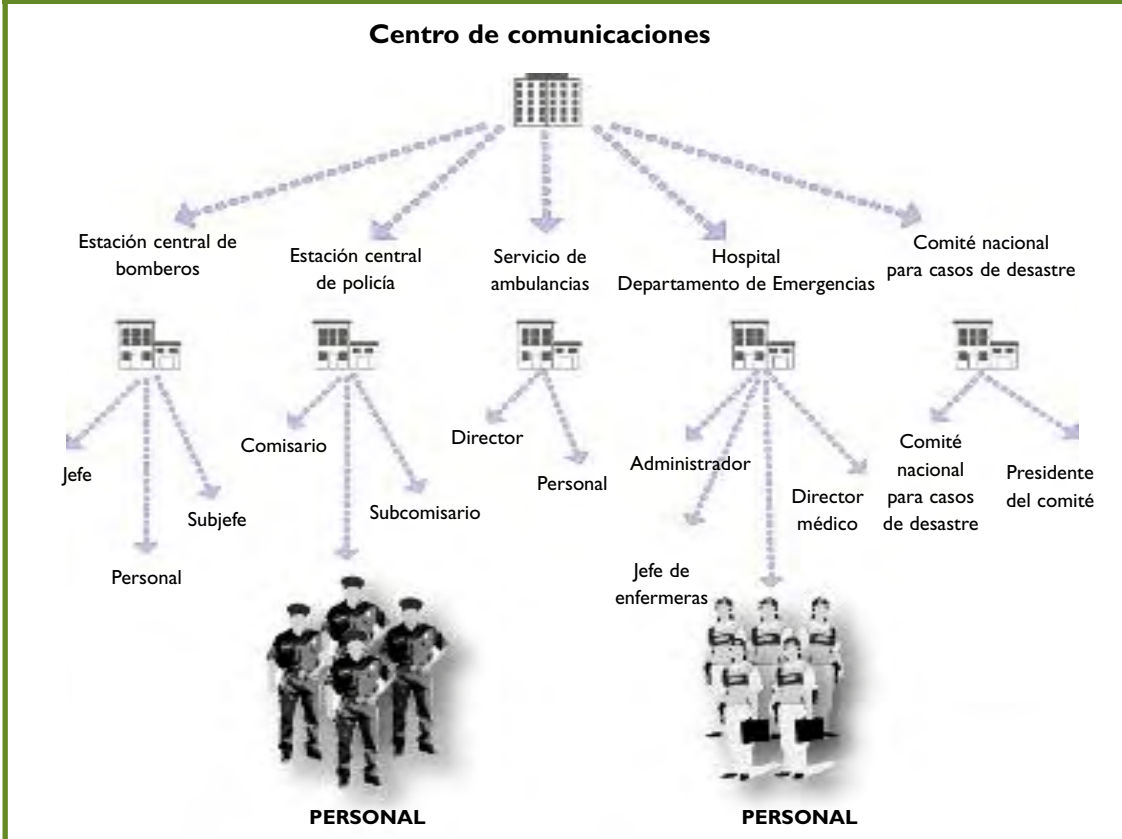 Centro de comunicaciones
Estación central de
bomberos
Estación central
de policía
Servicio de
ambulancias
Hospital
Departamento de Emergencias
Comité nacional
para casos de desastre
Jefe
Personal
Subjefe
Comisario
Subcomisario
Director
Personal
Administrador
Jefe de
enfermeras
Director
médico
Comité
nacional
para casos
de desastre
Presidente
del comité
PERSONAL
PERSONAL